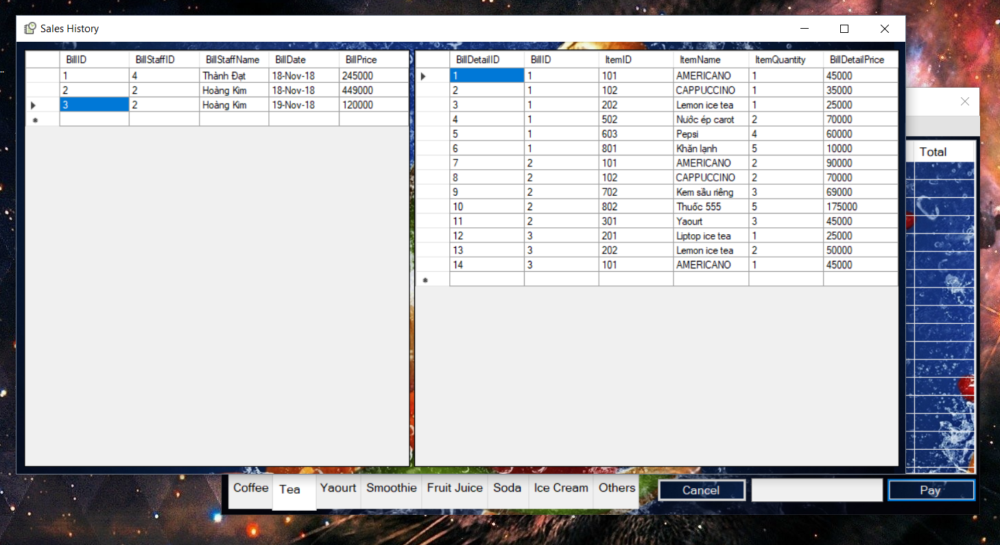 Sales History
BillID BillStaffID BillStaffName BillDate BillPrice
1 4 Thành Đạt 18-Nov-18 245000
2 2 Hoàng Kim 18-Nov-18 449000
3 2 Hoàng Kim 19-Nov-18 120000
BillDetailID BillID ItemID ItemName ItemQuantity BillDetailPrice
1 1 101 AMERICANO 1 45000
2 1 102 CAPPUCCINO 1 35000
3 1 202 Lemon ice tea 1 25000
4 1 502 Nước ép carot 2 70000
5 1 603 Pepsi 4 60000
6 1 801 Khăn lạnh 5 10000
7 2 101 AMERICANO 2 90000
8 2 102 CAPPUCCINO 2 70000
9 2 702 Kem sầu riêng 3 69000
10 2 802 Thuốc 555 5 175000
11 2 301 Yaourt 3 45000
12 3 201 Liptop ice tea 1 25000
13 3 202 Lemon ice tea 2 50000
14 3 101 AMERICANO 1 45000
Total
Coffee Tea Yaourt Smoothie Fruit Juice Soda Ice Cream Others Cancel Pay